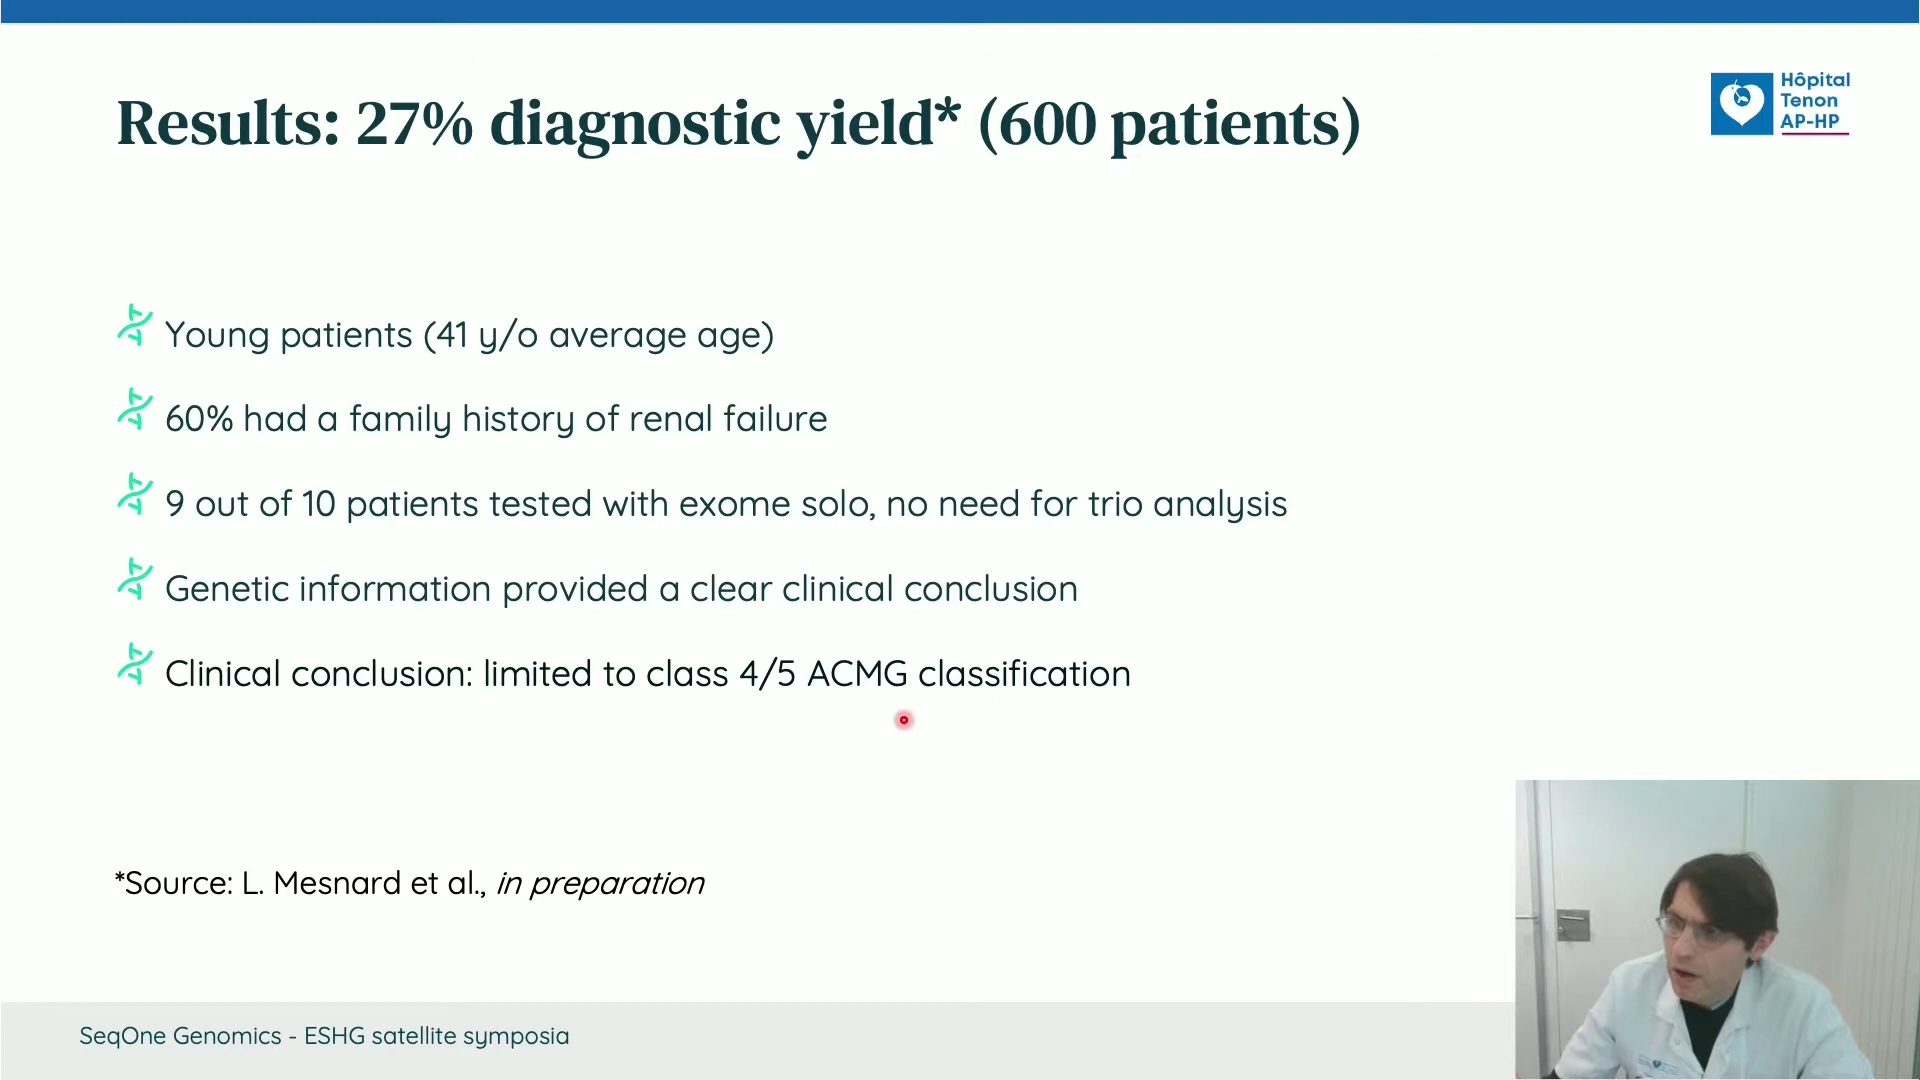 Results: 27% diagnostic yield* (600 patients)
Hôpital
Tenon
AP-HP
Young patients (41 y/o average age)
60% had a family history of renal failure
9 out of 10 patients tested with exome solo, no need for trio analysis
Genetic information provided a clear clinical conclusion
Clinical conclusion: limited to class 4/5 ACMG classification
*Source: L. Mesnard et al., in preparation
SeqOne Genomics - ESHG satellite symposia